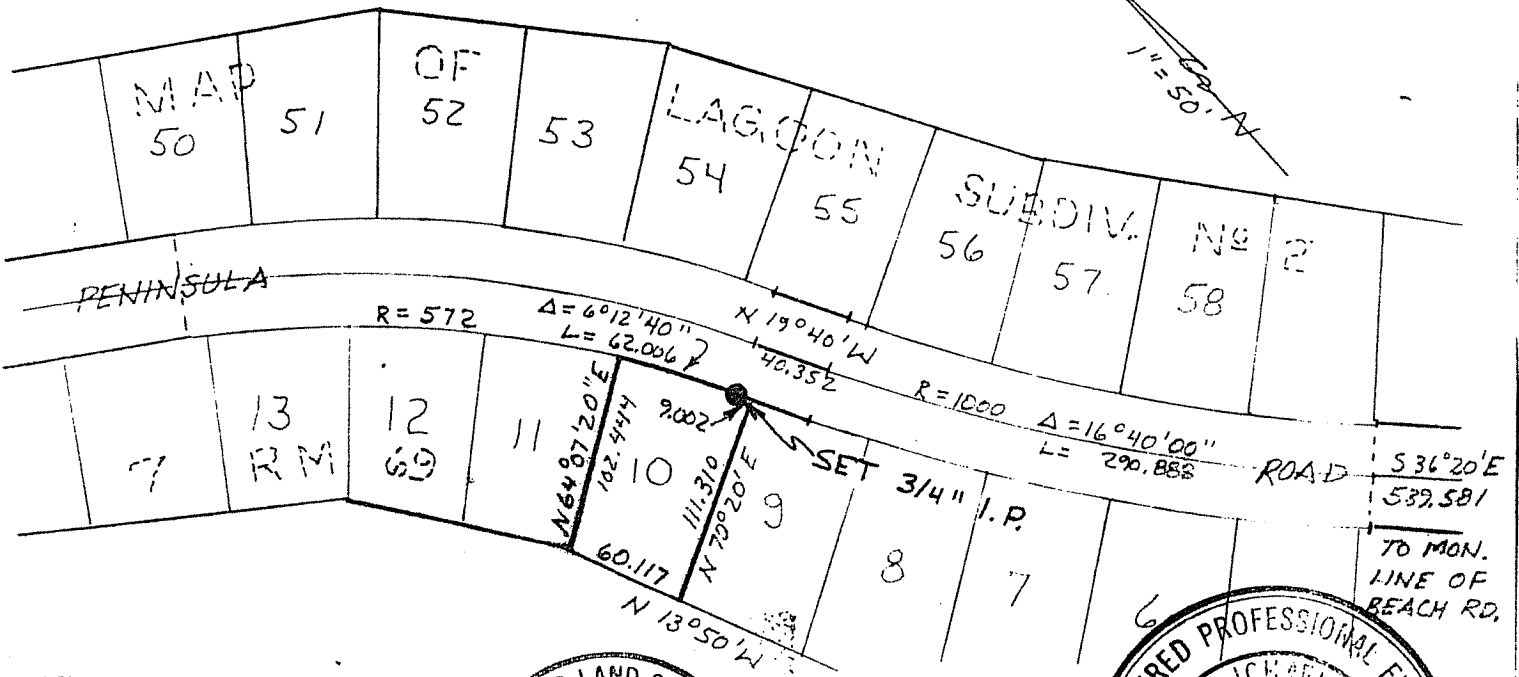 MAP OF LAGOON SUBDIV. Nº 2
1" = 50'
N
50
51
52
53
54
55
56
57
58
PENINSULA
R = 572
Δ = 6°12'40"
L = 62.006
N 19°40' W
40.352
R = 1000
Δ = 16°40'00"
L = 290.888
ROAD
S 36°20' E
539.581
TO MON.
LINE OF
BEACH RD.
7
13
RM
12
69
11
N64°07'20"E
102.444
10
9.002
111.310
N 70°20' E
9
SET 3/4" I.P.
8
7
6
60.117
N 13°50' W
LAND
PROFESSIONAL